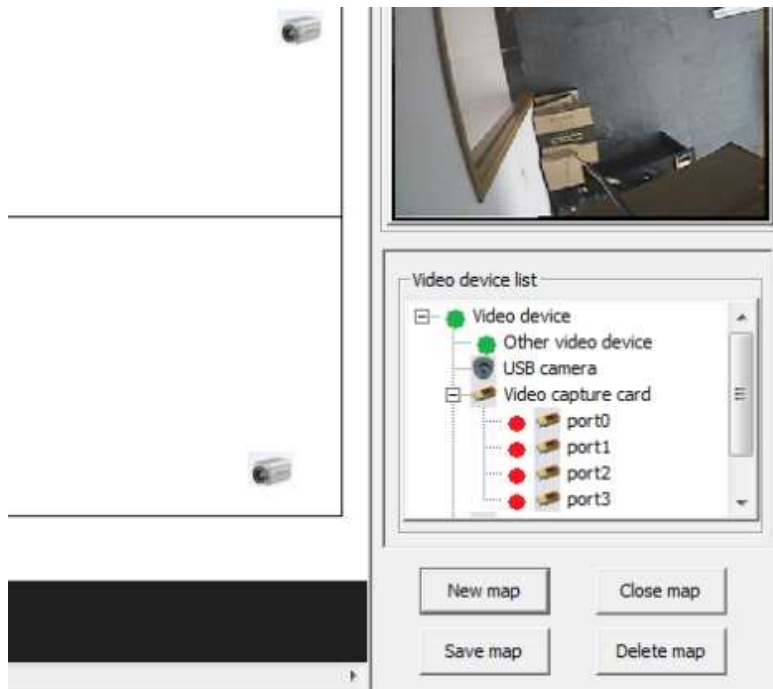 Video device list
Video device
Other video device
USB camera
Video capture card
port0
port1
port2
port3
New map
Close map
Save map
Delete map